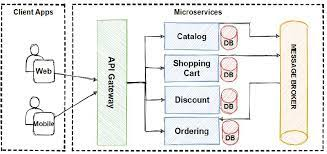 Client Apps
Microservices
Web
Mobile
API Gateway
Catalog
DB
Shopping
Cart
DB
Discount
DB
Ordering
DB
MESSAGE BROKER